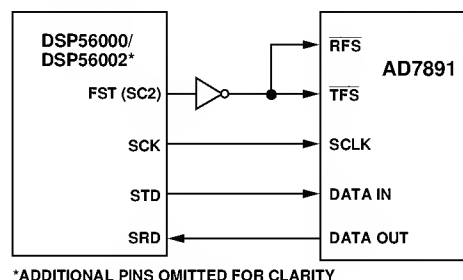 DSP56000/
DSP56002*
FST (SC2)
SCK
STD
SRD
AD7891
RFS
TFS
SCLK
DATA IN
DATA OUT
*ADDITIONAL PINS OMITTED FOR CLARITY